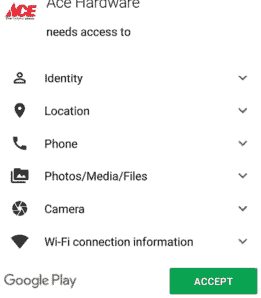 Ace Hardware
ACE
needs access to
Identity
Location
Phone
Photos/Media/Files
Camera
Wi-Fi connection information
Google Play
ACCEPT